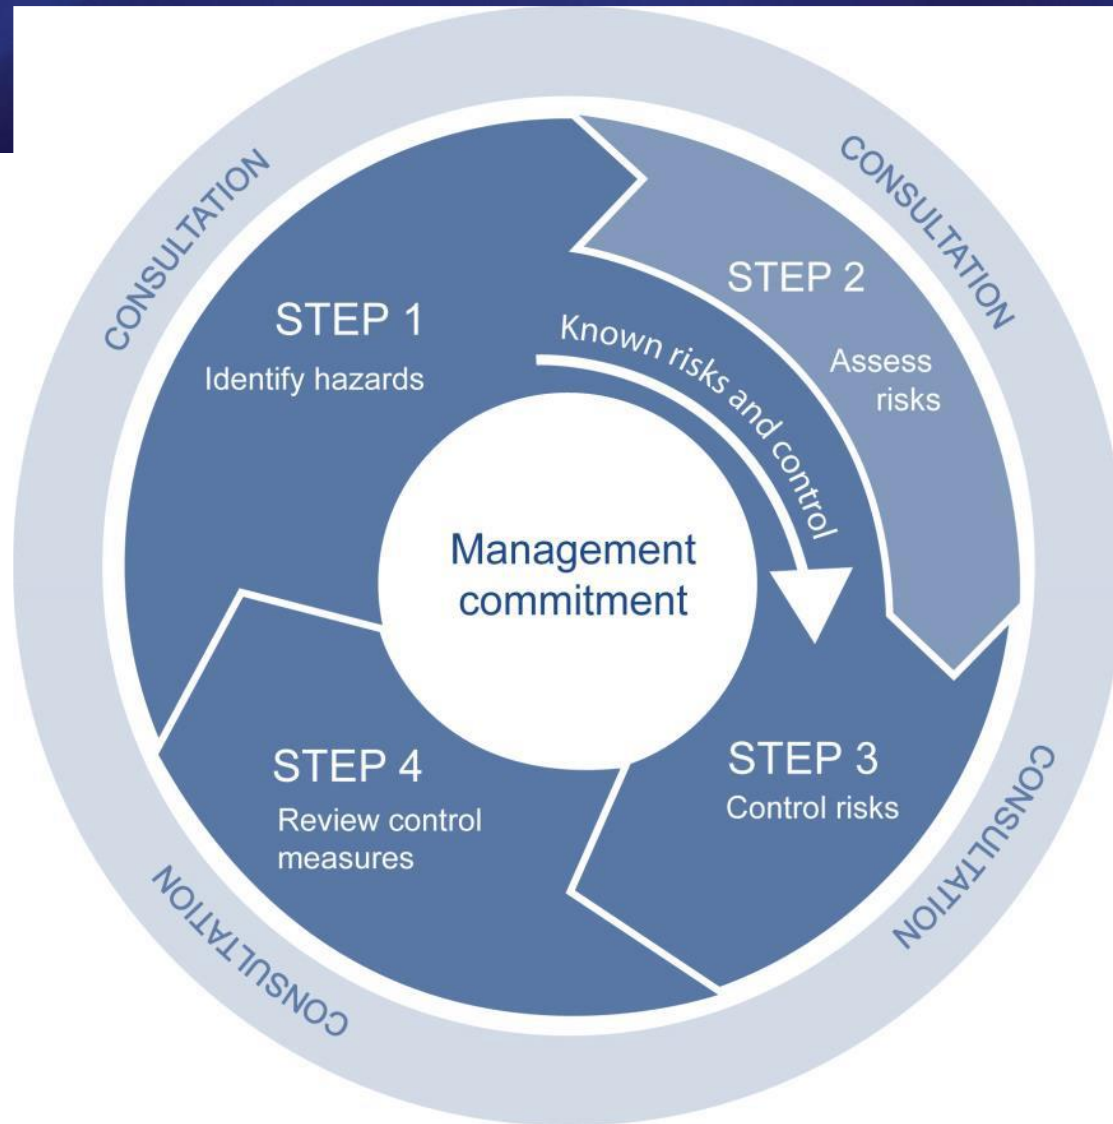 CONSULTATION
CONSULTATION
STEP 1
Identify hazards
STEP 2
Assess
risks
Known risks and control
Management
commitment
STEP 3
Control risks
STEP 4
Review control
measures
CONSULTATION
CONSULTATION